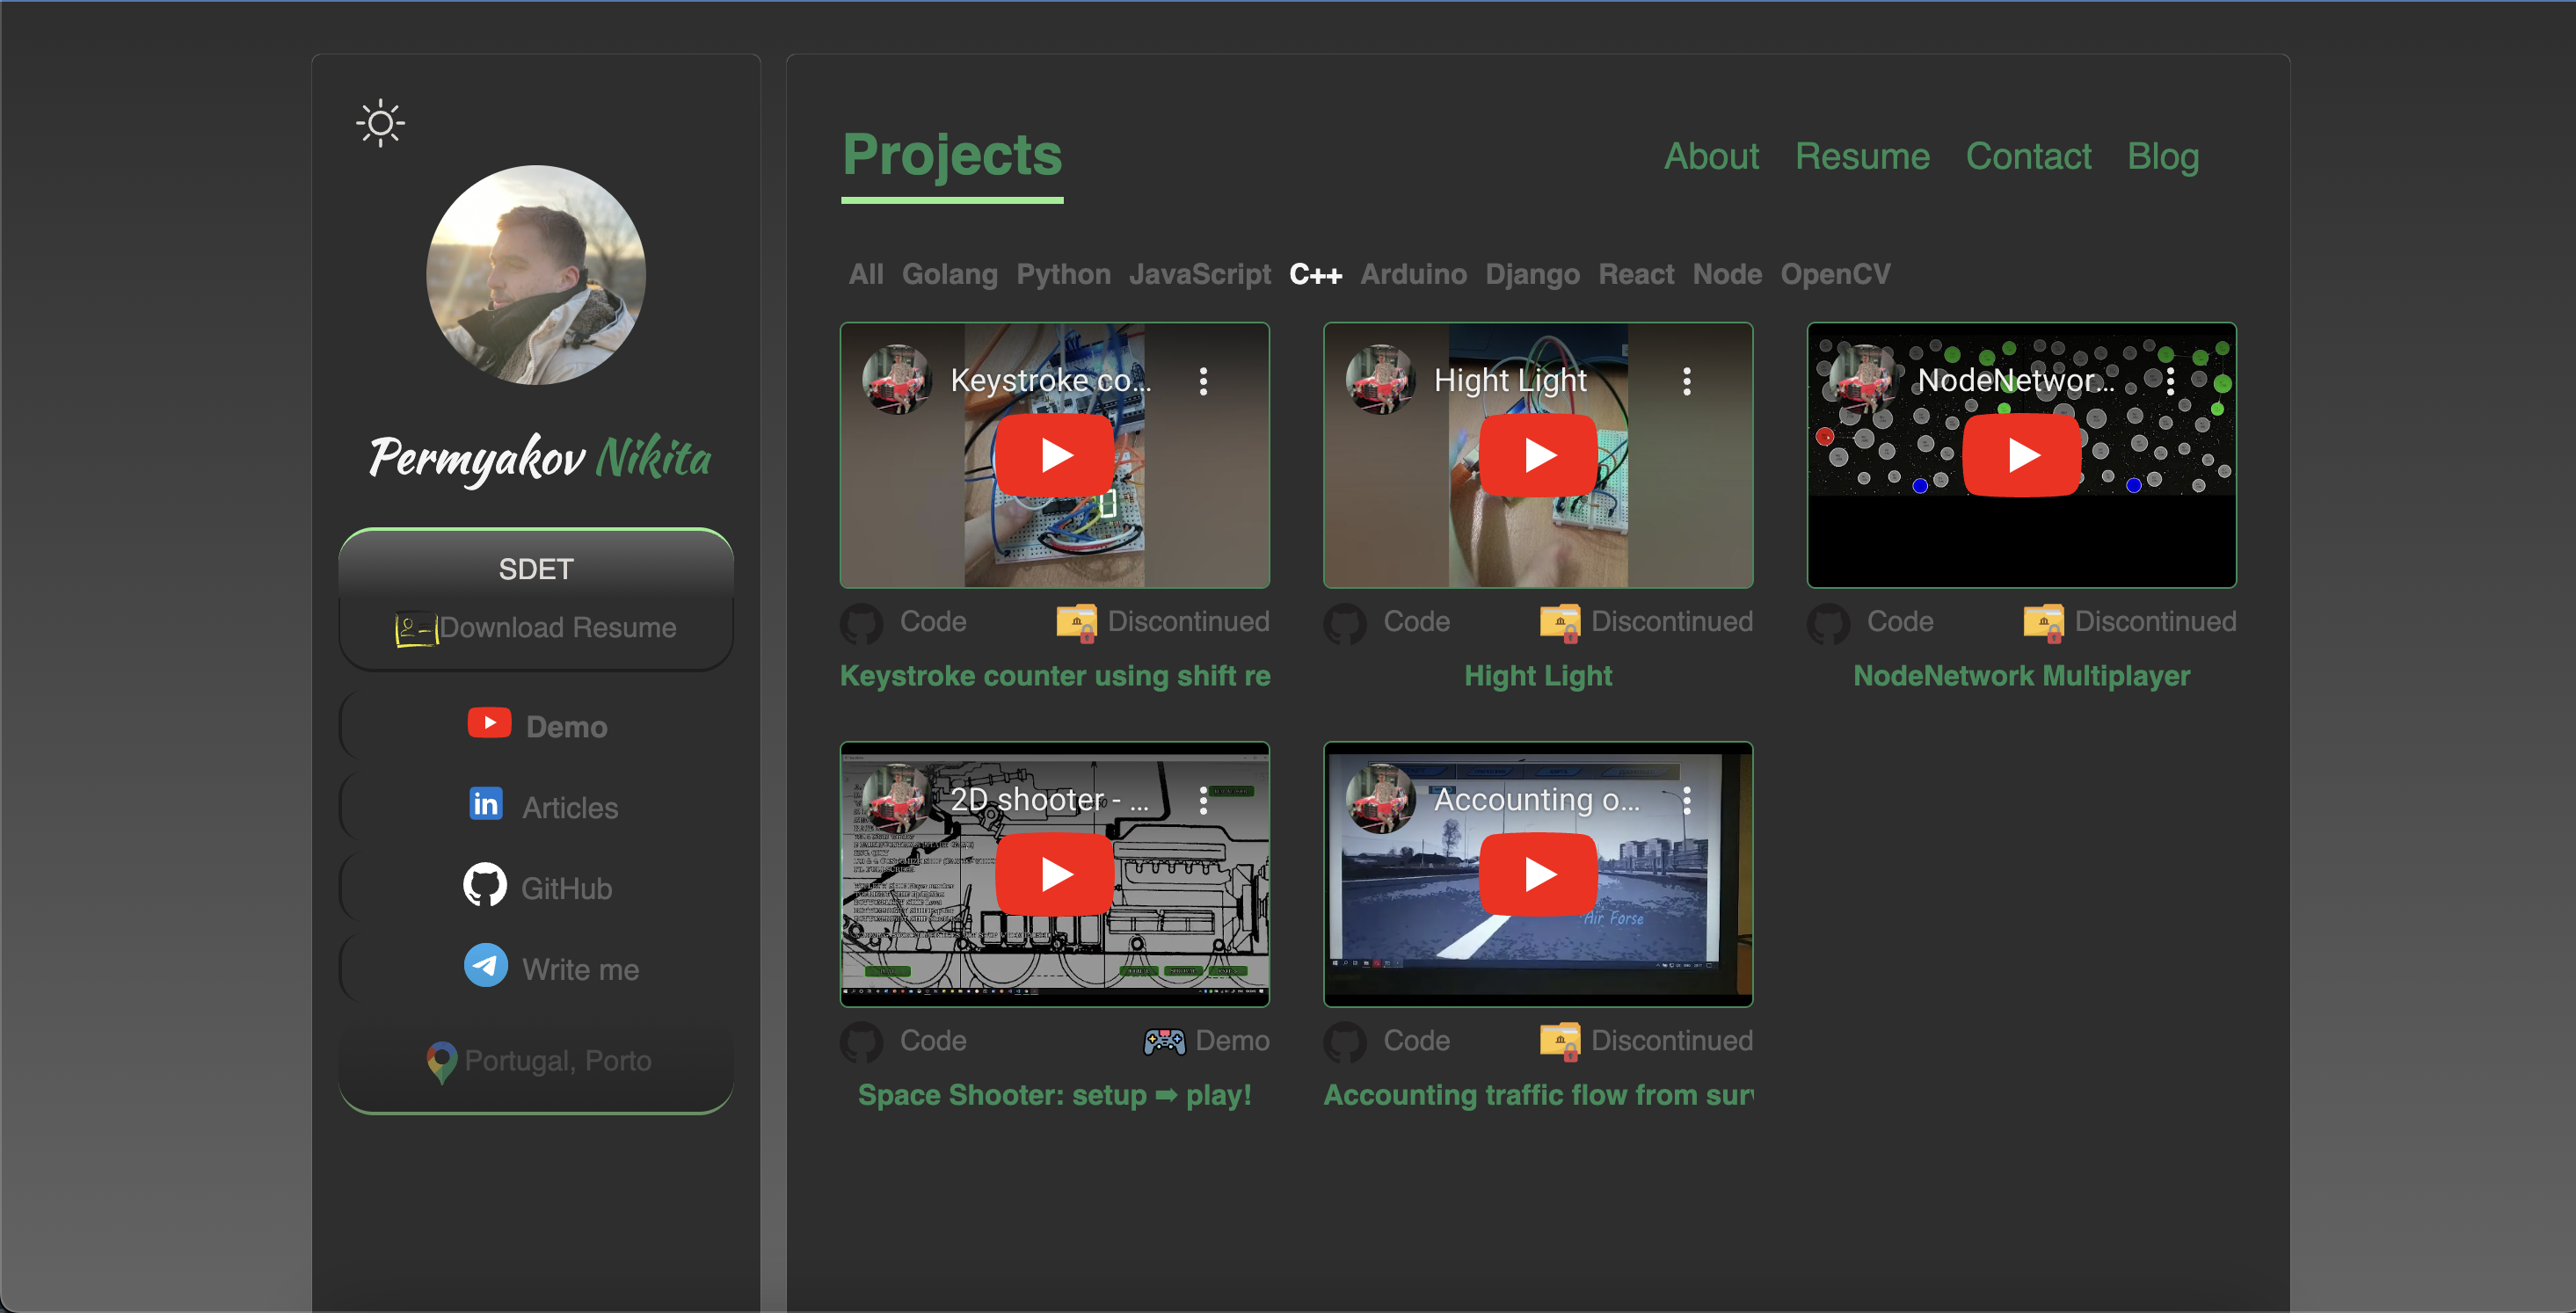 Permyakov Nikita
SDET
Download Resume
Demo
Articles
GitHub
Write me
Portugal, Porto
Projects
About Resume Contact Blog
All Golang Python JavaScript C++ Arduino Django React Node OpenCV
Keystroke co...
Code Discontinued
Keystroke counter using shift re
Hight Light
Code Discontinued
Hight Light
NodeNetwor...
Code Discontinued
NodeNetwork Multiplayer
2D shooter - ...
Code Demo
Space Shooter: setup ➡ play!
Accounting o...
Air Forse
Code Discontinued
Accounting traffic flow from surv